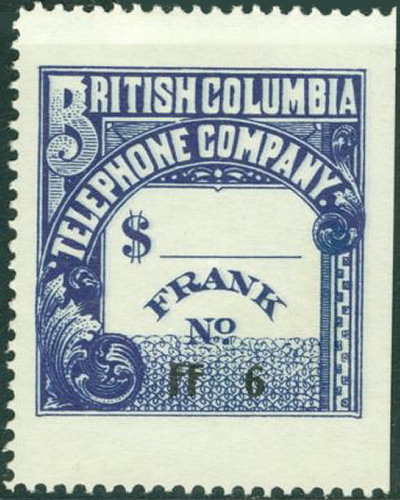 BRITISH COLUMBIA
TELEPHONE COMPANY.
$
FRANK
No
FF 6